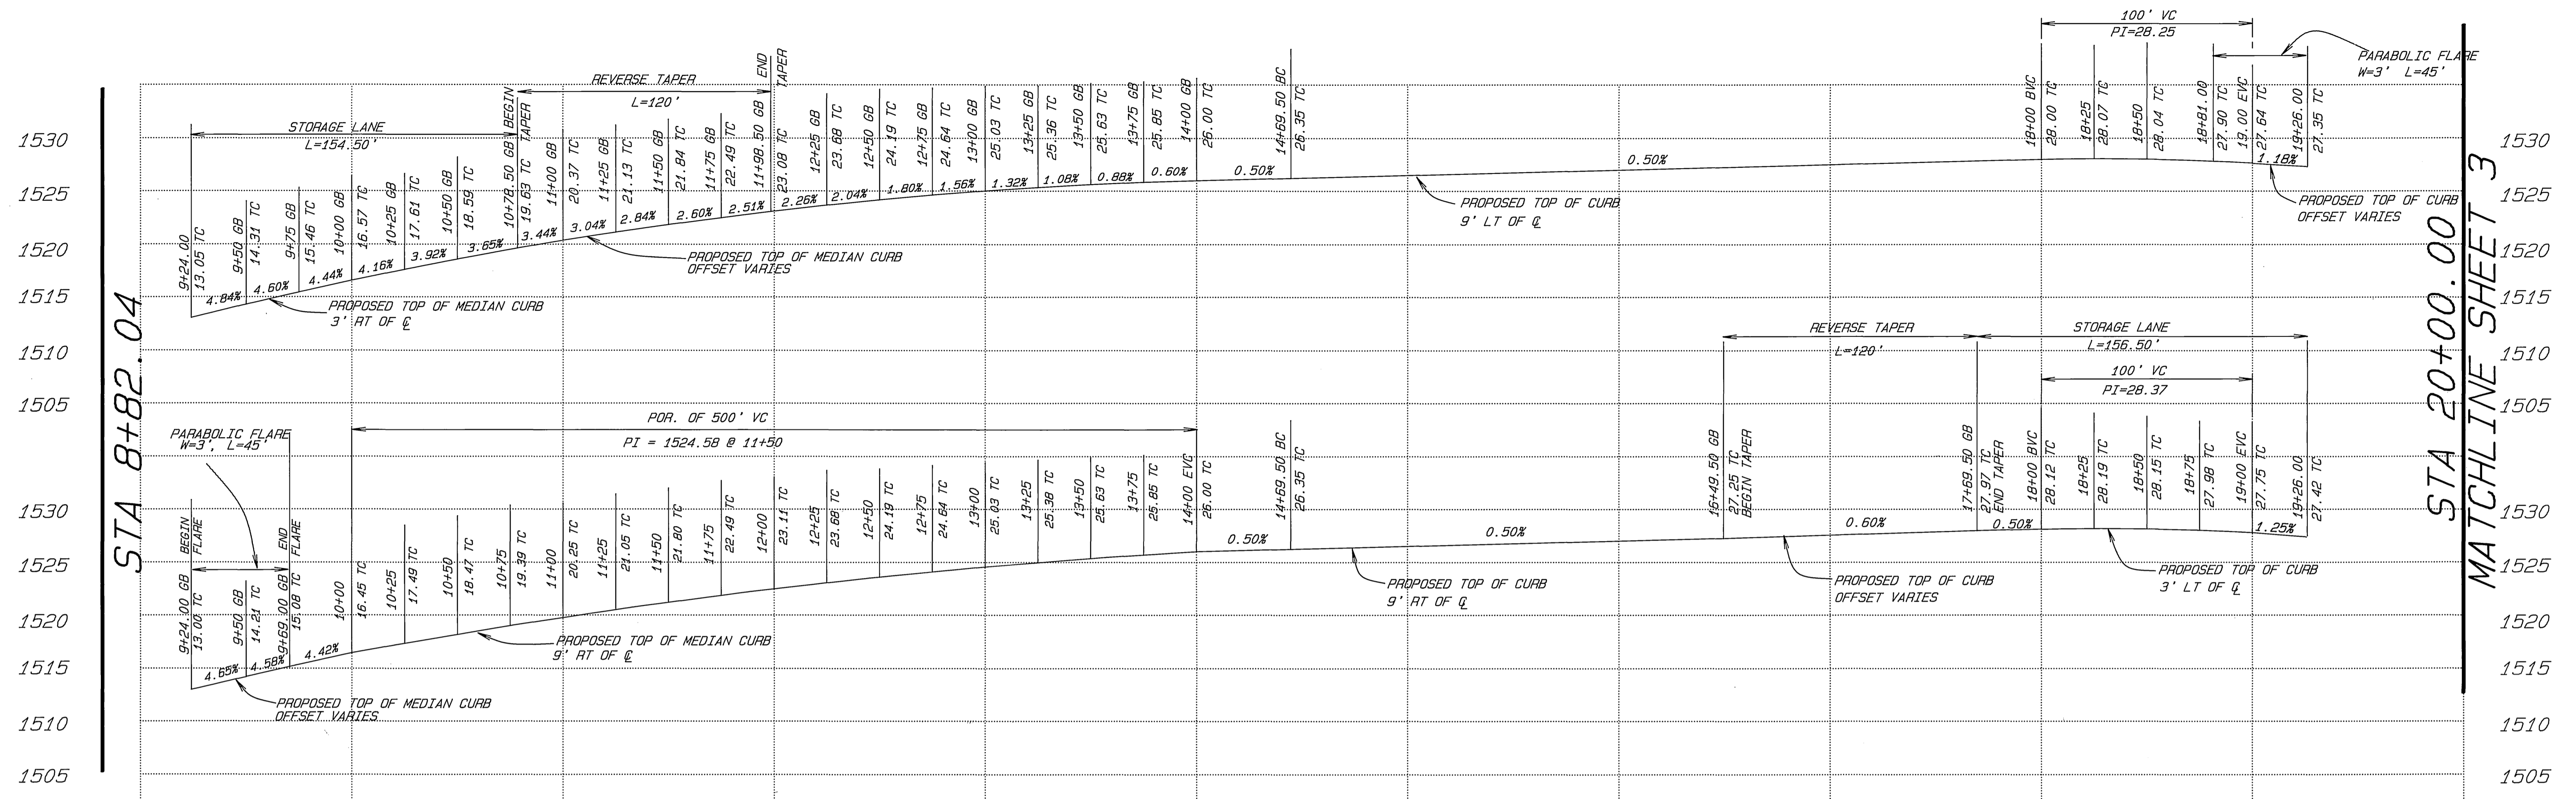 100' VC
PI=28.25
PARABOLIC FLARE
W=3' L=45'
REVERSE TAPER
L=120'
STORAGE LANE
L=154.50'
9+24.00
13.05 TC
9+50 GB
14.31 TC
9+75 GB
15.46 TC
10+00 GB
16.57 TC
10+25 GB
17.61 TC
10+50 GB
18.59 TC
10+78.50 GB BEGIN
19.63 TC TAPER
11+00 GB
20.37 TC
11+25 GB
21.13 TC
11+50 GB
21.84 TC
11+75 GB
22.49 TC
11+98.50 GB END
23.08 TC TAPER
12+25 GB
23.68 TC
12+50 GB
24.19 TC
12+75 GB
24.64 TC
13+00 GB
25.03 TC
13+25 GB
25.36 TC
13+50 GB
25.63 TC
13+75 GB
25.85 TC
14+00 GB
26.00 TC
14+69.50 BC
26.35 TC
18+00 BVC
28.00 TC
18+25
28.07 TC
18+50
28.04 TC
18+81.00
27.90 TC
19.00 EVC
27.64 TC
19+26.00
27.35 TC
4.84%
4.60%
4.44%
4.16%
3.92%
3.65%
3.44%
3.04%
2.84%
2.60%
2.51%
2.26%
2.04%
1.80%
1.56%
1.32%
1.08%
0.88%
0.60%
0.50%
0.50%
1.18%
PROPOSED TOP OF MEDIAN CURB
3' RT OF ℄
PROPOSED TOP OF MEDIAN CURB
OFFSET VARIES
PROPOSED TOP OF CURB
9' LT OF ℄
PROPOSED TOP OF CURB
OFFSET VARIES
1530
1525
1520
1515
1510
1505
1530
1525
1520
1515
1510
1505
STA 8+82.04
STA 20+00.00
MATCHLINE SHEET 3
1530
1525
1520
1515
1510
1505
1530
1525
1520
1515
1510
1505
REVERSE TAPER
L=120'
STORAGE LANE
L=156.50'
100' VC
PI=28.37
POR. OF 500' VC
PI = 1524.58 @ 11+50
PARABOLIC FLARE
W=3', L=45'
9+24.00 GB BEGIN
13.00 TC FLARE
9+50 GB
14.21 TC
9+69.00 GB END
15.08 TC FLARE
10+00
16.45 TC
10+25
17.49 TC
10+50
18.47 TC
10+75
19.39 TC
11+00
20.25 TC
11+25
21.05 TC
11+50
21.80 TC
11+75
22.49 TC
12+00
23.11 TC
12+25
23.68 TC
12+50
24.19 TC
12+75
24.64 TC
13+00
25.03 TC
13+25
25.38 TC
13+50
25.63 TC
13+75
25.85 TC
14+00 EVC
26.00 TC
14+69.50 BC
26.35 TC
16+49.50 GB
27.25 TC
BEGIN TAPER
17+69.50 GB
27.97 TC
END TAPER
18+00 BVC
28.12 TC
18+25
28.19 TC
18+50
28.15 TC
18+75
27.98 TC
19+00 EVC
27.75 TC
19+26.00
27.42 TC
4.65%
4.58%
4.42%
0.50%
0.50%
0.60%
0.50%
1.25%
PROPOSED TOP OF MEDIAN CURB
OFFSET VARIES
PROPOSED TOP OF MEDIAN CURB
9' RT OF ℄
PROPOSED TOP OF CURB
9' RT OF ℄
PROPOSED TOP OF CURB
OFFSET VARIES
PROPOSED TOP OF CURB
3' LT OF ℄